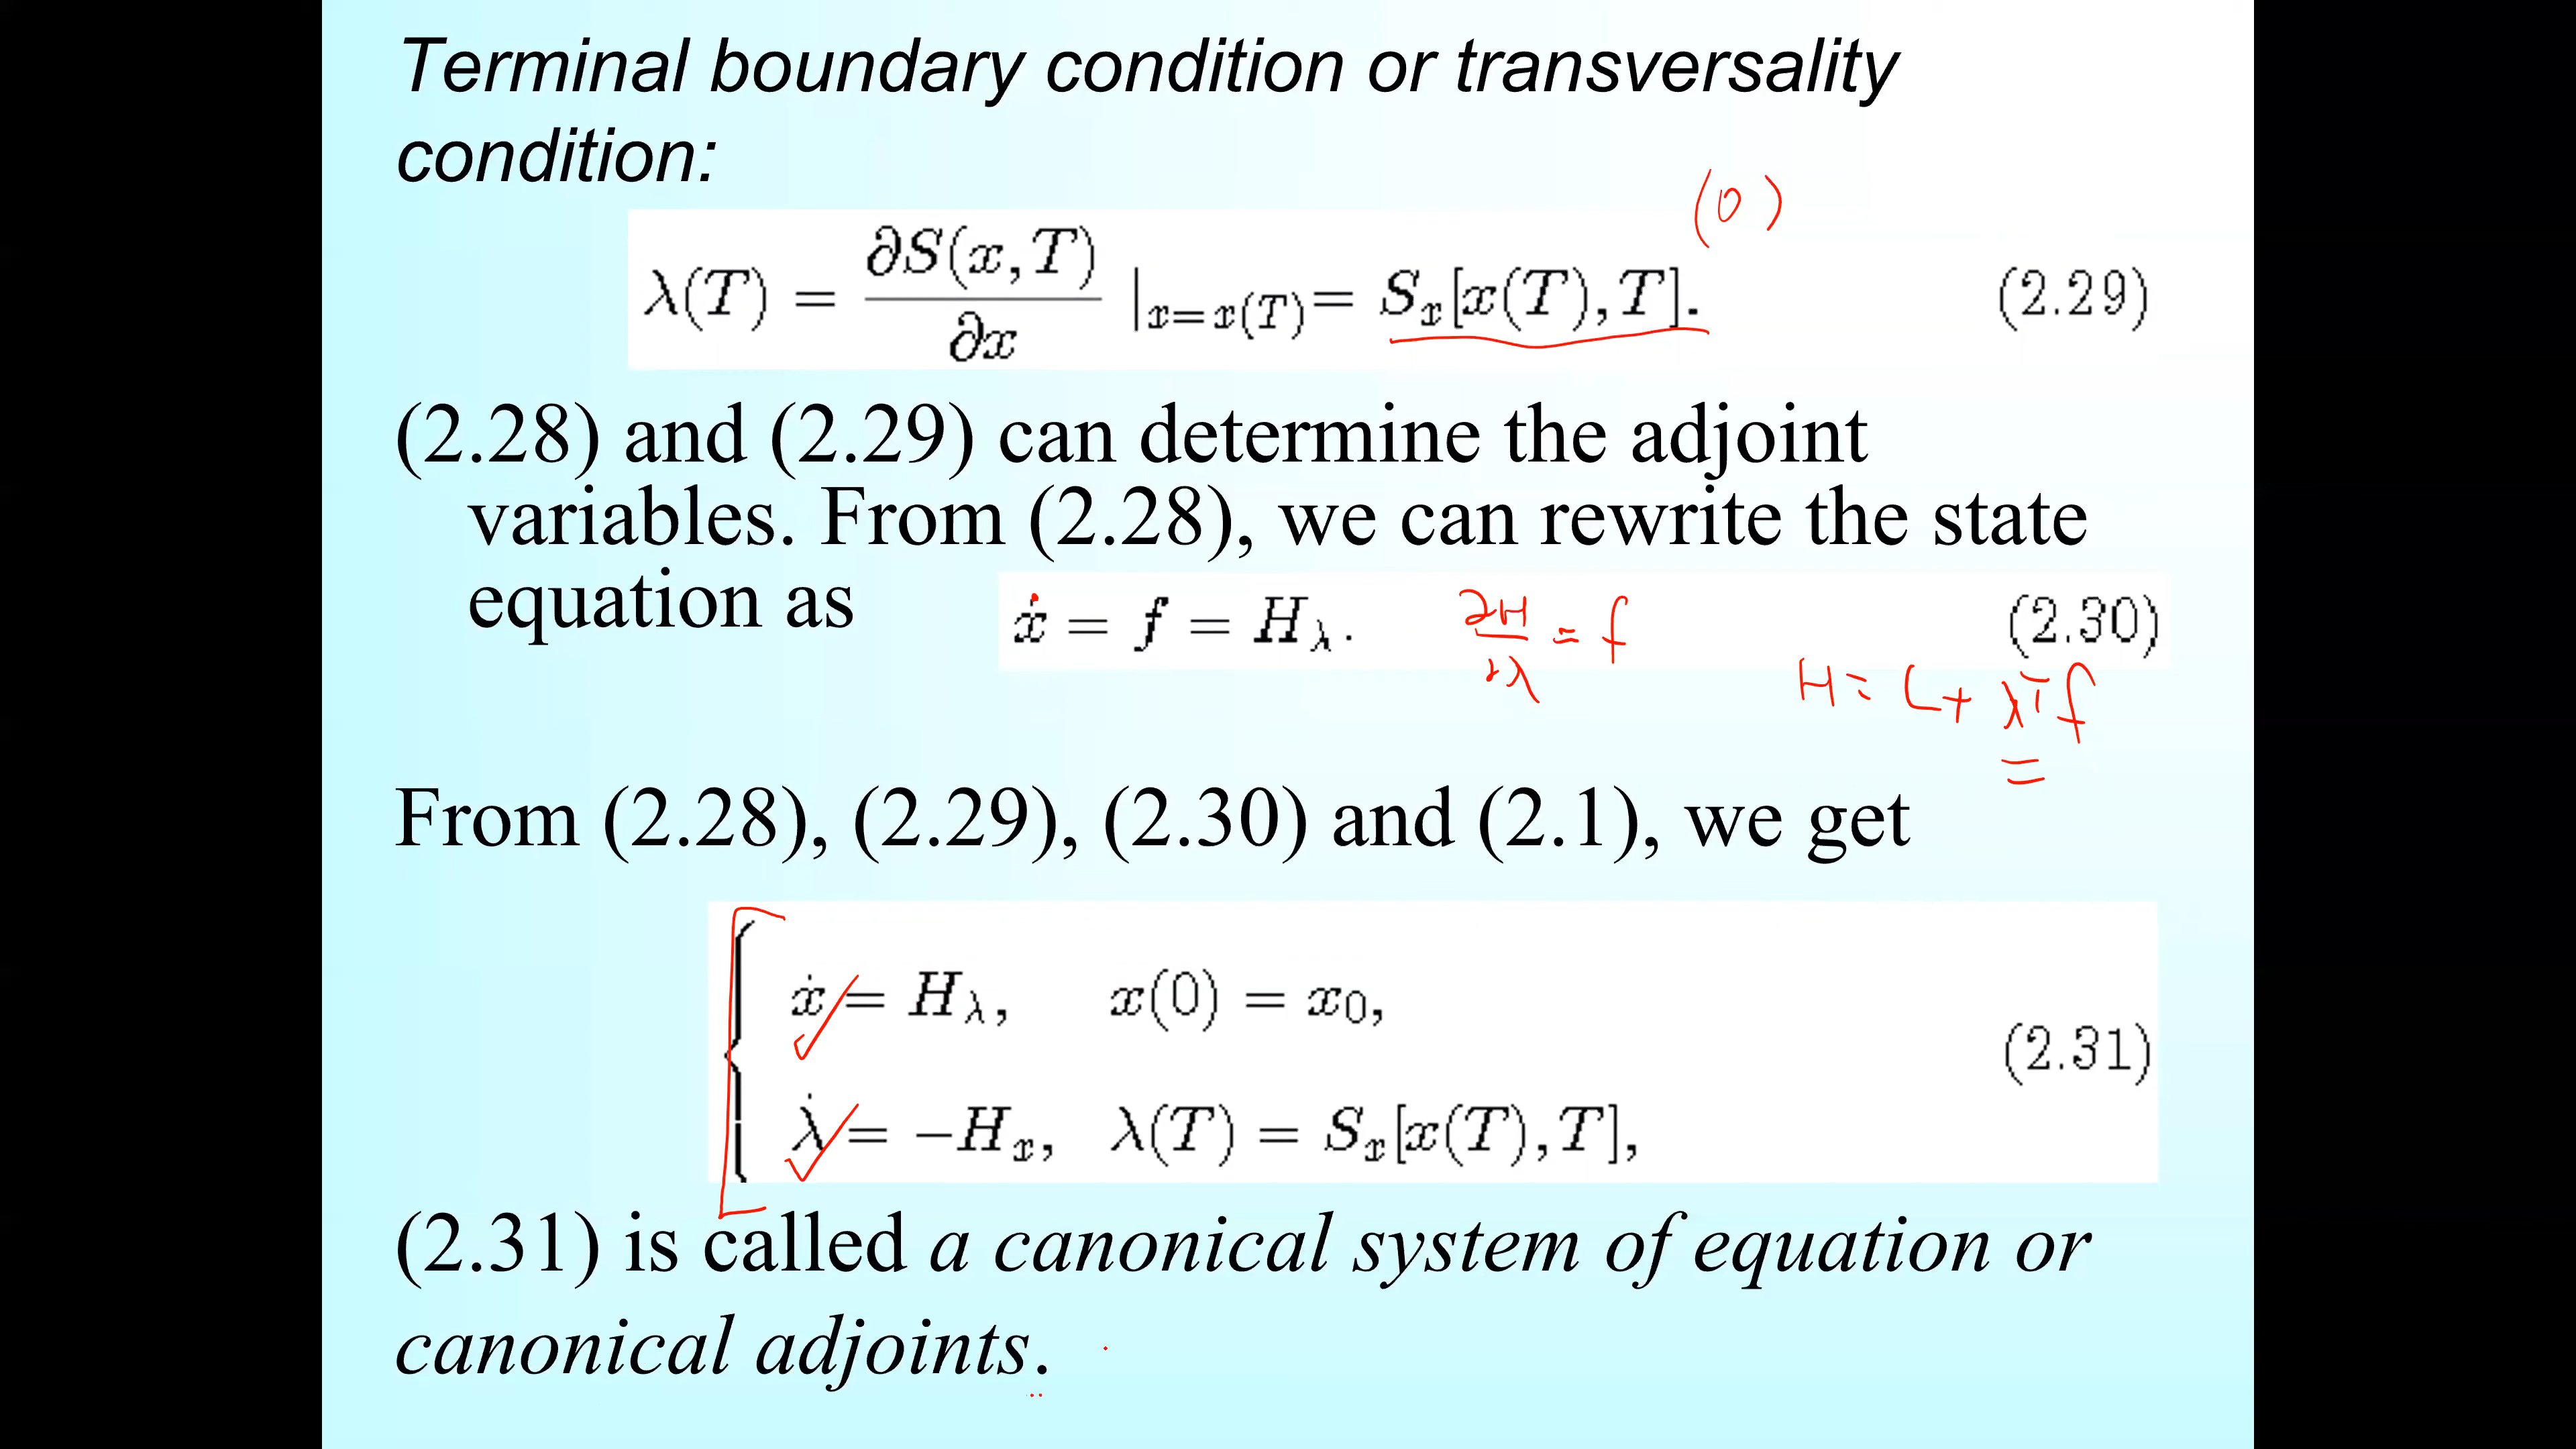 Terminal boundary condition or transversality
condition:
(0)
λ(T) = ∂S(x,T)/∂x |x=x(T)= Sx[x(T),T]. (2.29)
(2.28) and (2.29) can determine the adjoint
variables. From (2.28), we can rewrite the state
equation as ẋ = f = Hλ. ∂H/∂λ = f (2.30)
H = L + λᵀf
From (2.28), (2.29), (2.30) and (2.1), we get
ẋ = Hλ, x(0) = x0,
(2.31)
λ̇ = −Hx, λ(T) = Sx[x(T),T],
(2.31) is called a canonical system of equation or
canonical adjoints.